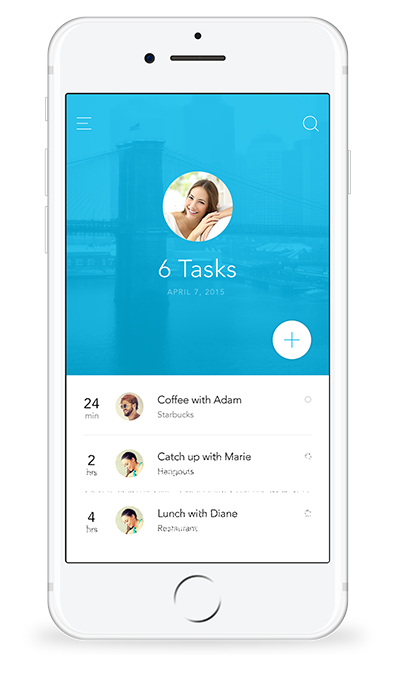 6 Tasks
APRIL 7, 2015
24 Coffee with Adam
min Starbucks
2 Catch up with Marie
hrs Hangouts
4 Lunch with Diane
hrs Restaurant